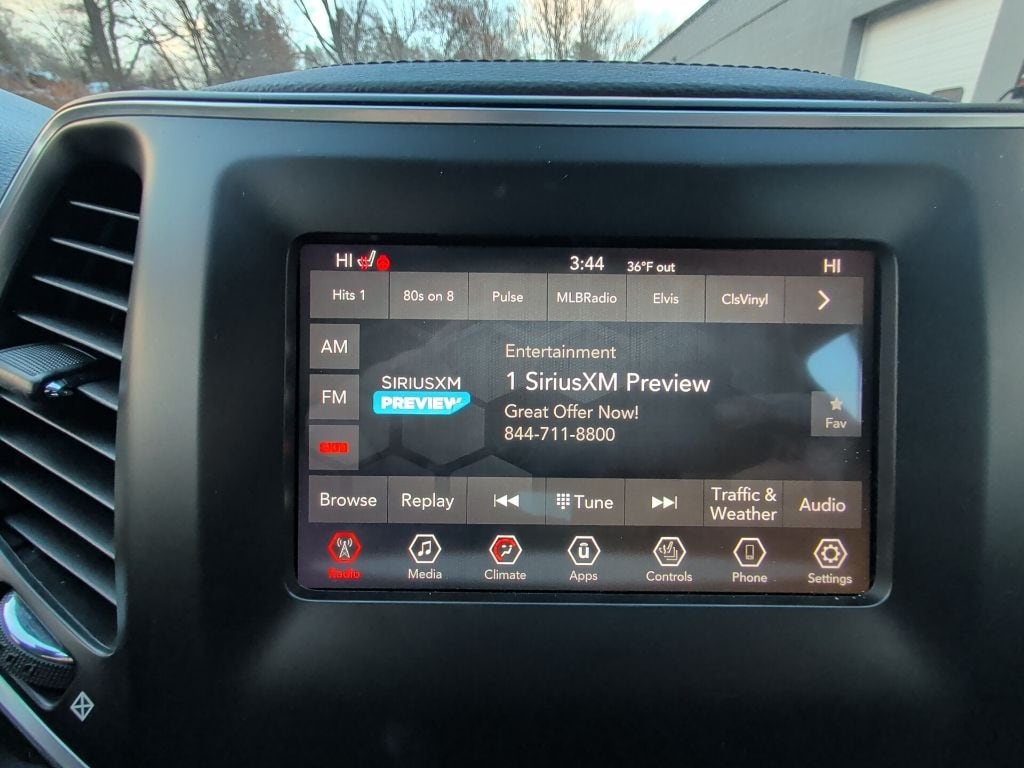 HI 3:44 36°F out HI
Hits 1 80s on 8 Pulse MLBRadio Elvis ClsVinyl
AM
Entertainment
SIRIUSXM
PREVIEW
1 SiriusXM Preview
FM
Great Offer Now!
844-711-8800
Fav
SXM
Browse Replay Tune Traffic & Weather Audio
Radio Media Climate Apps Controls Phone Settings